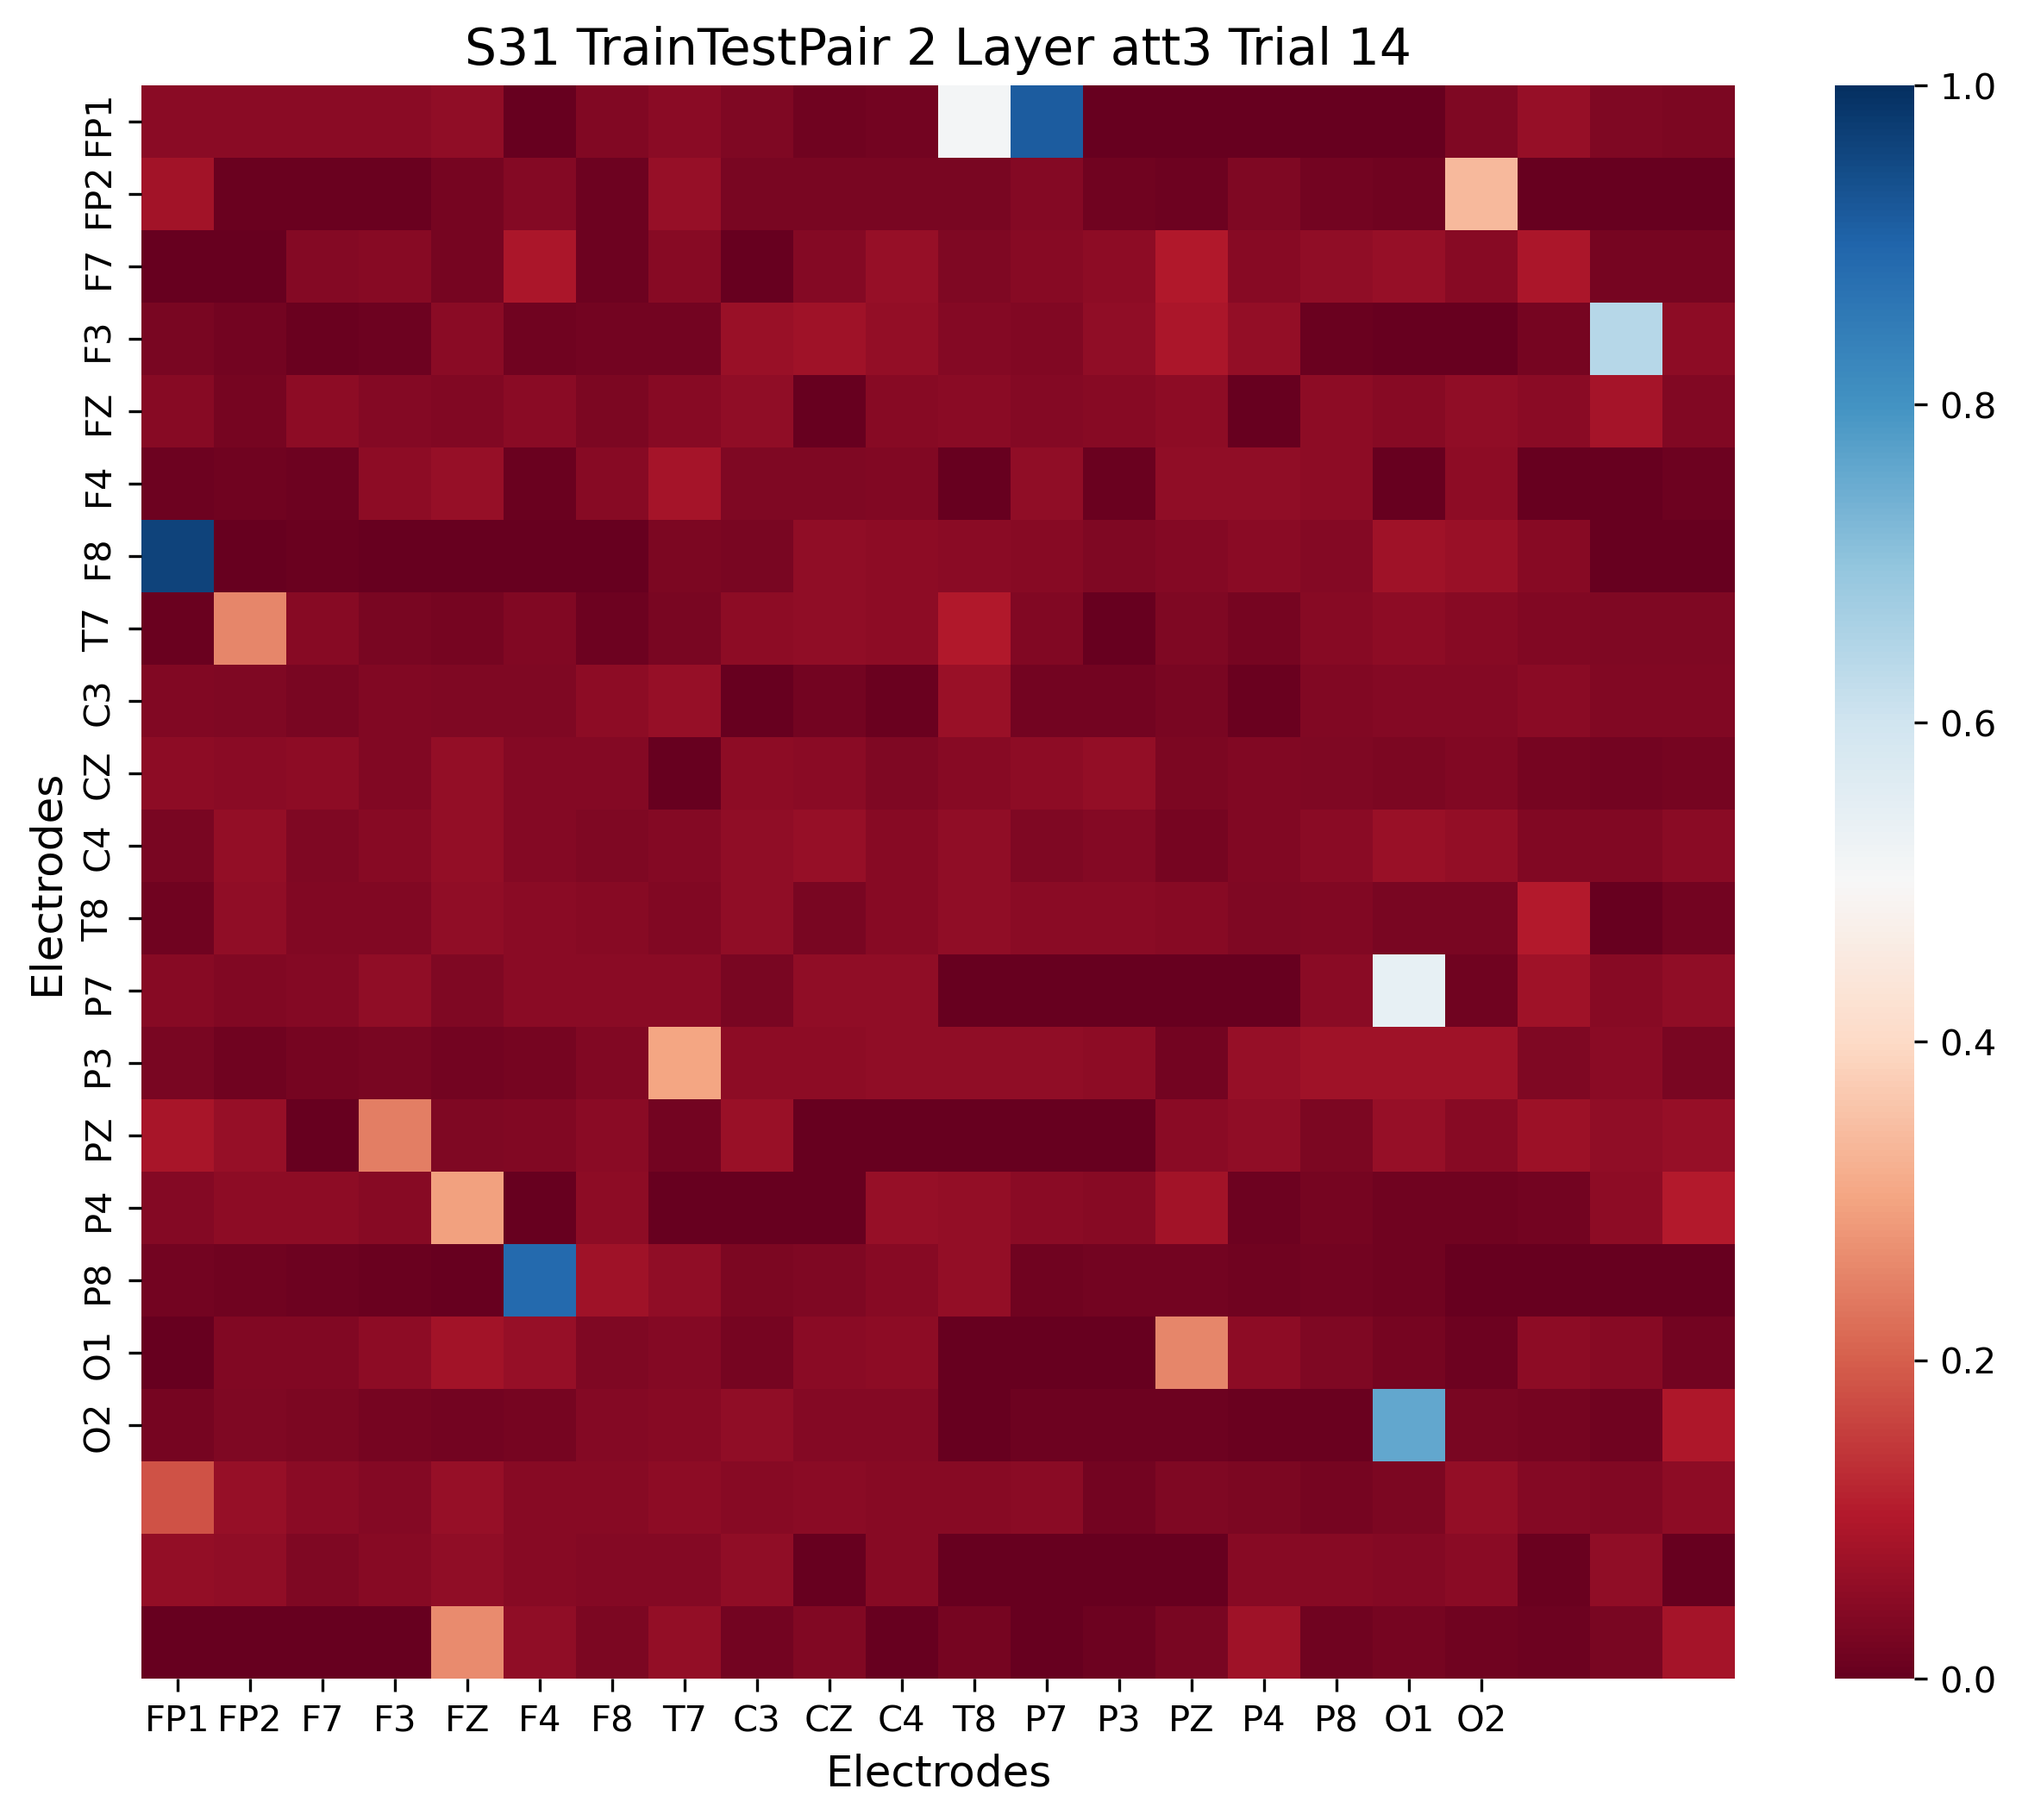 S31 TrainTestPair 2 Layer att3 Trial 14
Electrodes
FP1
FP2
F7
F3
FZ
F4
F8
T7
C3
CZ
C4
T8
P7
P3
PZ
P4
P8
O1
O2
FP1 FP2 F7 F3 FZ F4 F8 T7 C3 CZ C4 T8 P7 P3 PZ P4 P8 O1 O2
Electrodes
1.0
0.8
0.6
0.4
0.2
0.0